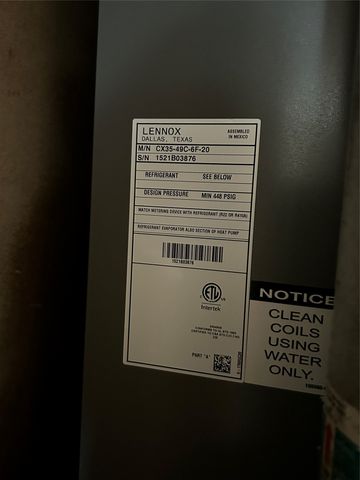 LENNOX
DALLAS, TEXAS
ASSEMBLED
IN MEXICO
M/N CX35-49C-6F-20
S/N 1521B03876
REFRIGERANT SEE BELOW
DESIGN PRESSURE MIN 448 PSIG
MATCH METERING DEVICE WITH REFRIGERANT (R22 OR R410A)
REFRIGERANT EVAPORATOR ALSO SECTION OF HEAT PUMP
1521B03876
ETL
Intertek
PART "A"
NOTICE
CLEAN
COILS
USING
WATER
ONLY.